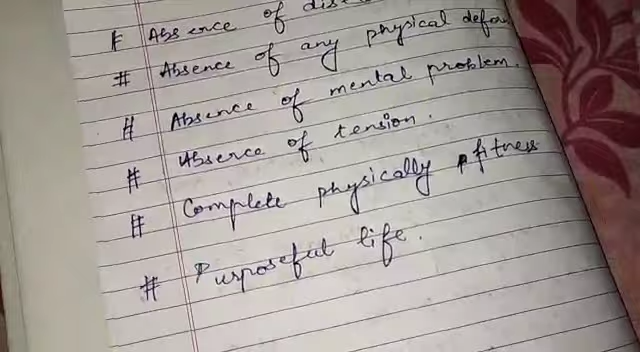 # Absence of
# Absence of any physical
# Absence of mental problem.
# Absence of tension.
# Complete physically fitness
# Purposeful life.